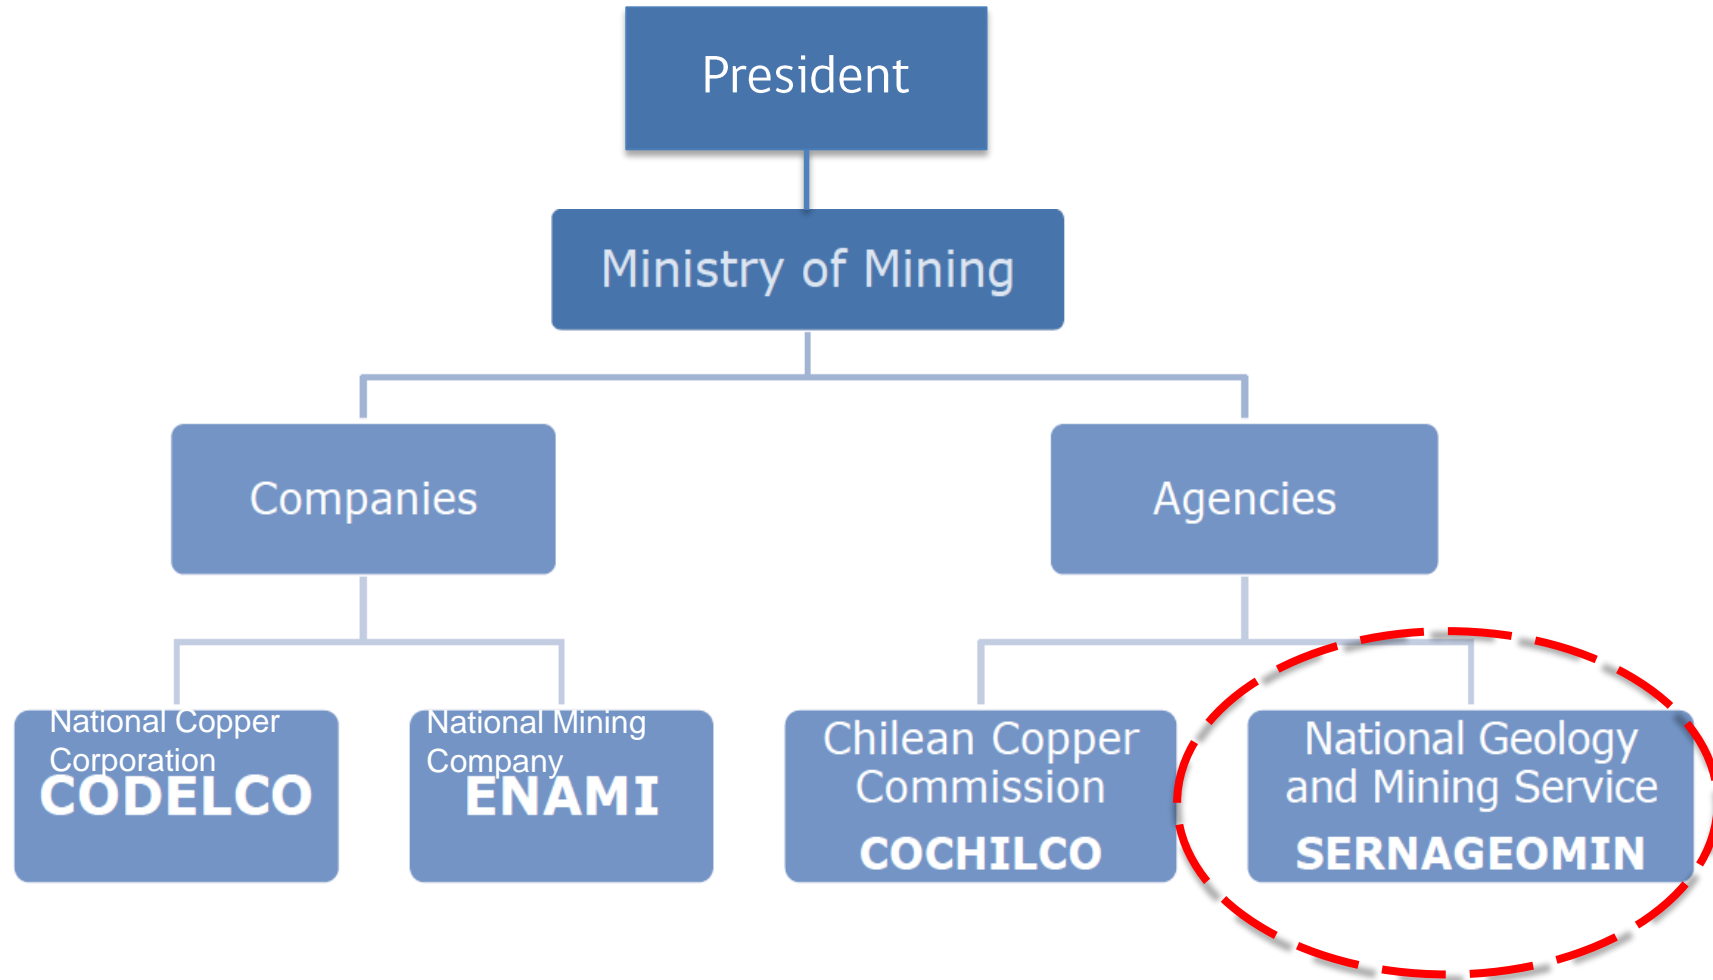 President
Ministry of Mining
Companies
Agencies
National Copper
Corporation
CODELCO
National Mining
Company
ENAMI
Chilean Copper
Commission
COCHILCO
National Geology
and Mining Service
SERNAGEOMIN